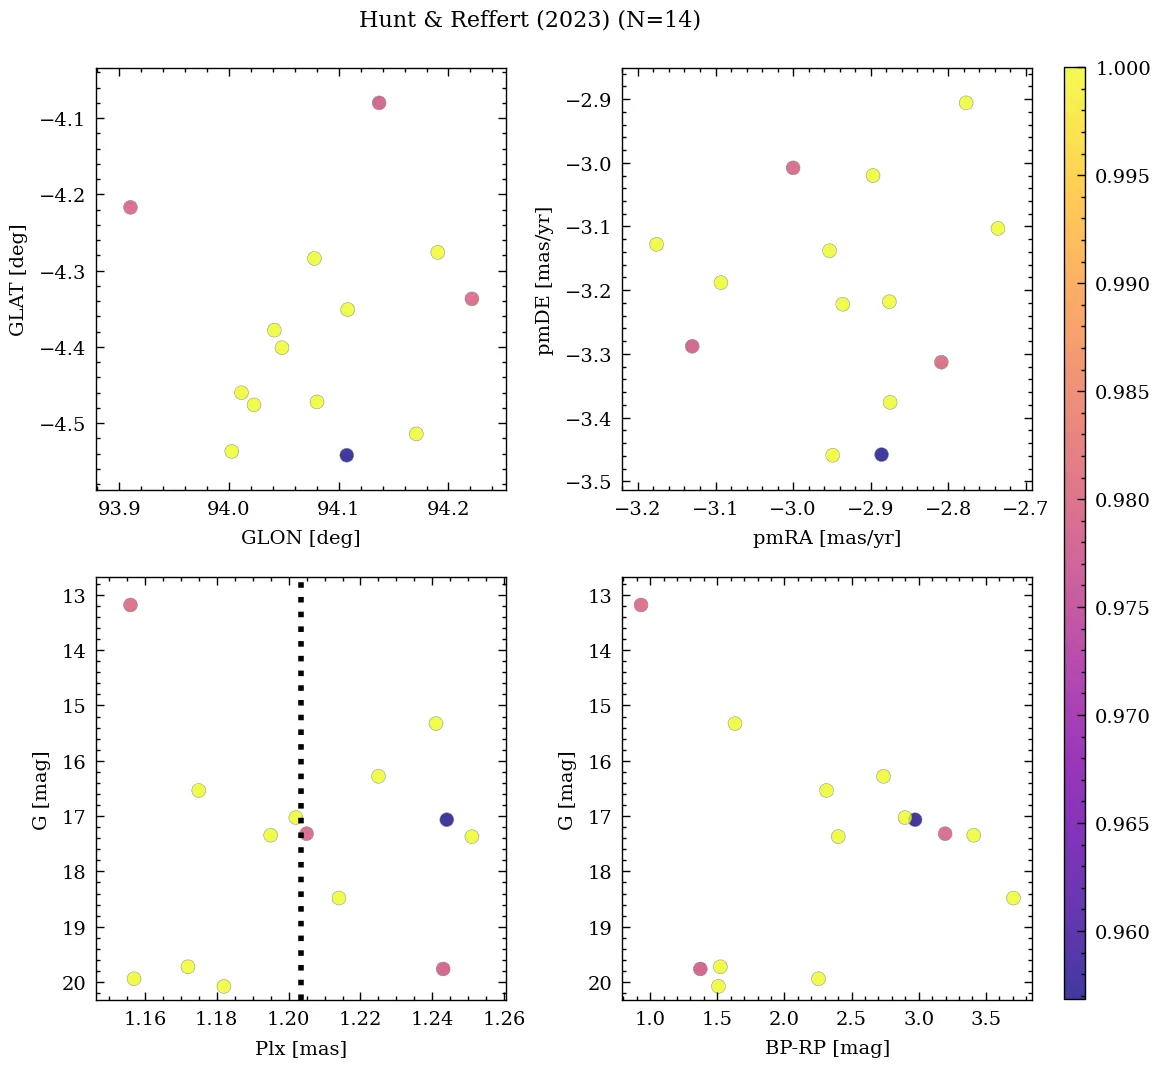 Hunt & Reffert (2023) (N=14)
−4.1
−4.2
−4.3
−4.4
−4.5
GLAT [deg]
93.9 94.0 94.1 94.2
GLON [deg]
−2.9
−3.0
−3.1
−3.2
−3.3
−3.4
−3.5
pmDE [mas/yr]
−3.2 −3.1 −3.0 −2.9 −2.8 −2.7
pmRA [mas/yr]
13
14
15
16
17
18
19
20
G [mag]
1.16 1.18 1.20 1.22 1.24 1.26
Plx [mas]
13
14
15
16
17
18
19
20
G [mag]
1.0 1.5 2.0 2.5 3.0 3.5
BP-RP [mag]
1.000
0.995
0.990
0.985
0.980
0.975
0.970
0.965
0.960